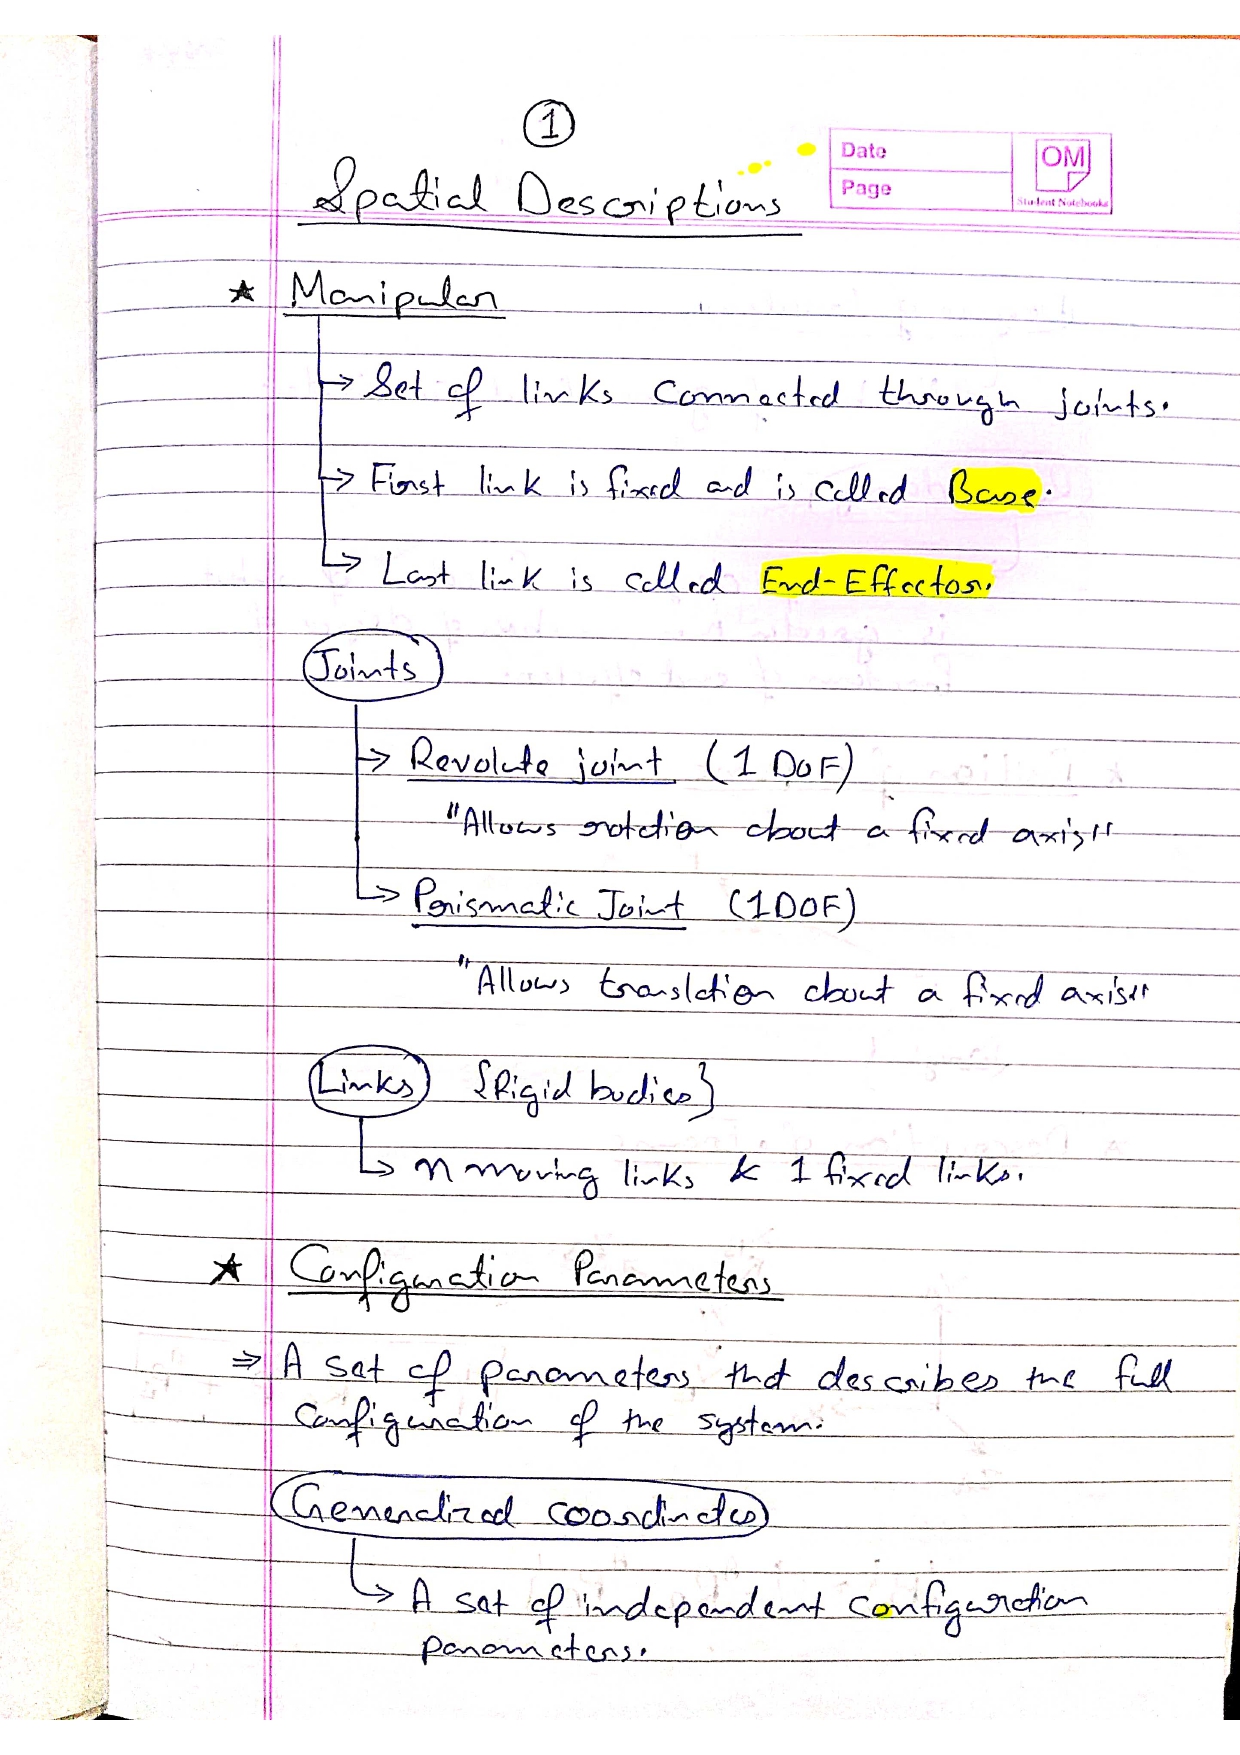 1
Date
OM
Page
Student Notebooks
Spatial Descriptions
★ Manipular
→ Set of links Connected through joints.
→ First link is fixed and is called Base.
→ Last link is called End-Effector.
Joints
→ Revolute joint (1 DOF)
"Allows rotation about a fixed axis"
→ Prismatic Joint (1DOF)
"Allows translation about a fixed axis"
Links {Rigid bodies}
→ n moving links & 1 fixed links.
★ Configuration Parameters
⇒ A set of parameters that describes the full
Configuration of the system.
Generalized coordinates
→ A set of independent configuration
parameters.